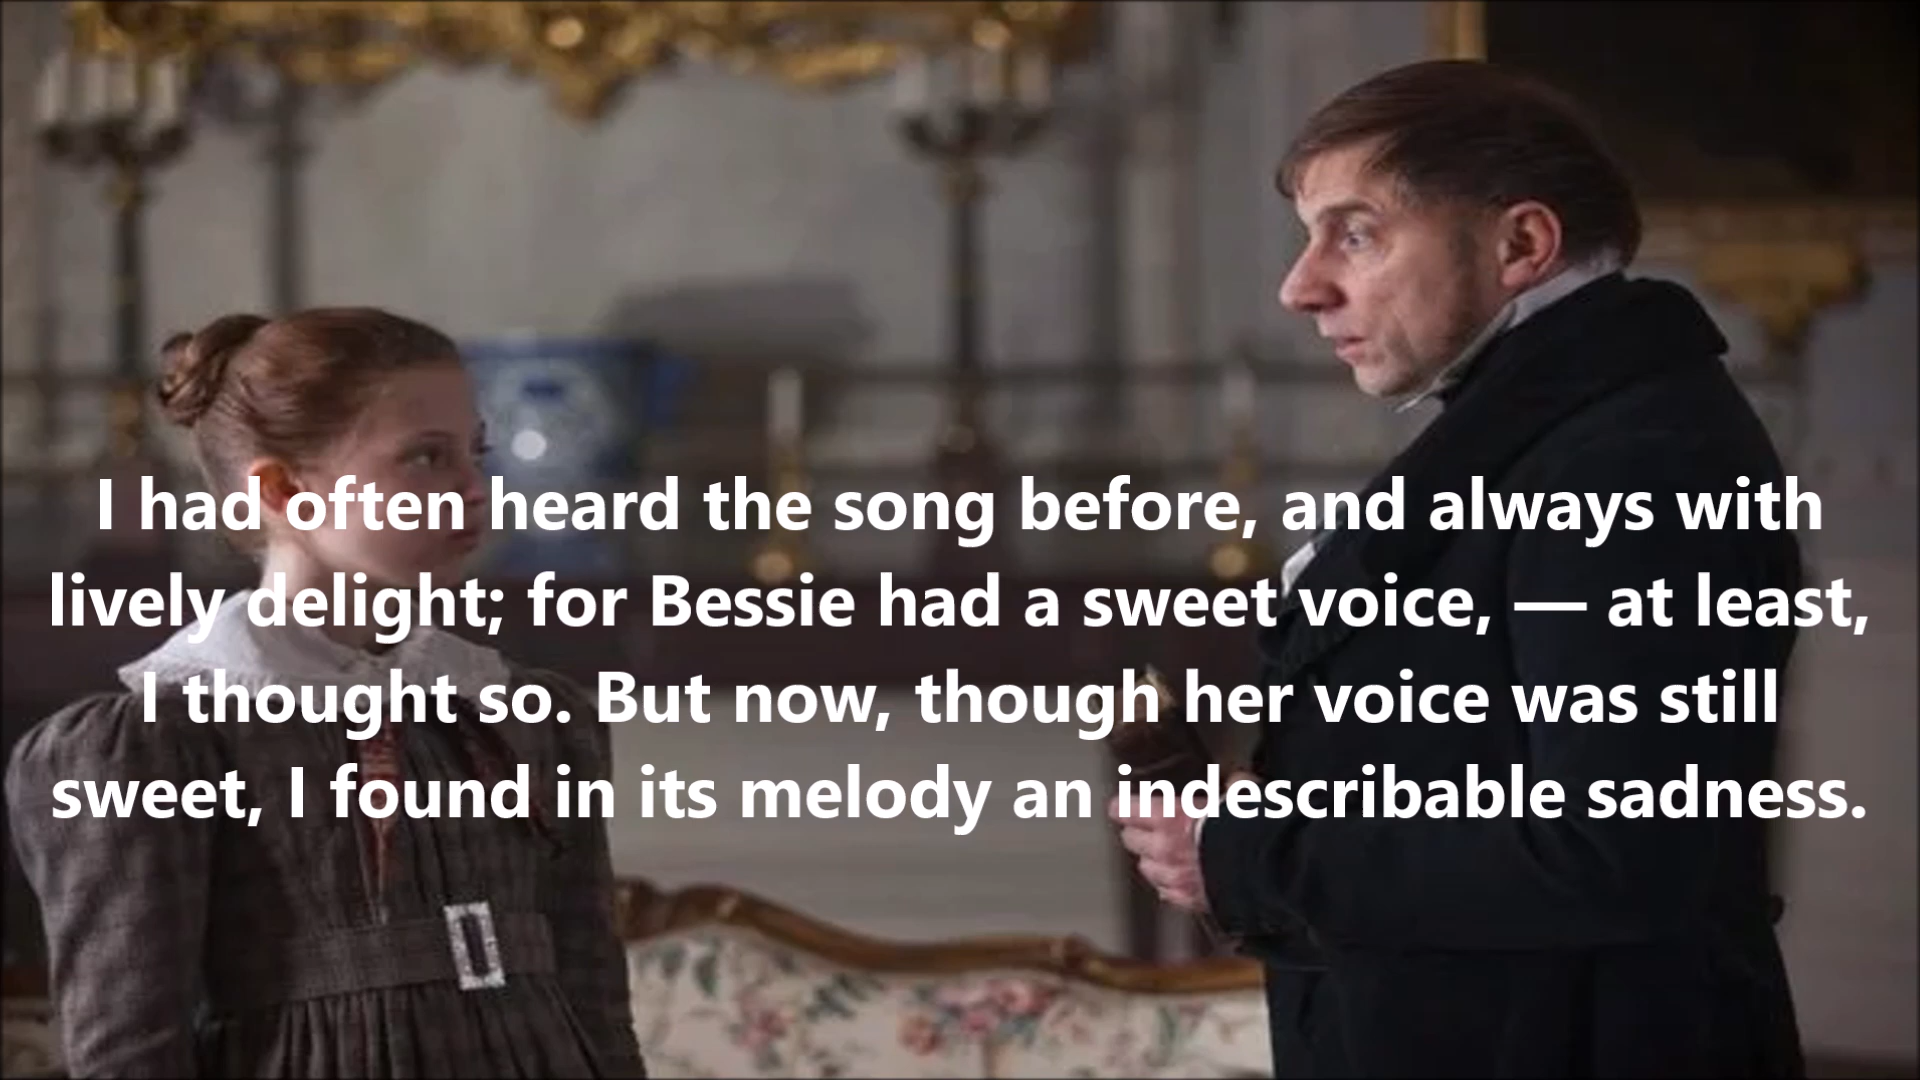 I had often heard the song before, and always with
lively delight; for Bessie had a sweet voice, — at least,
I thought so. But now, though her voice was still
sweet, I found in its melody an indescribable sadness.